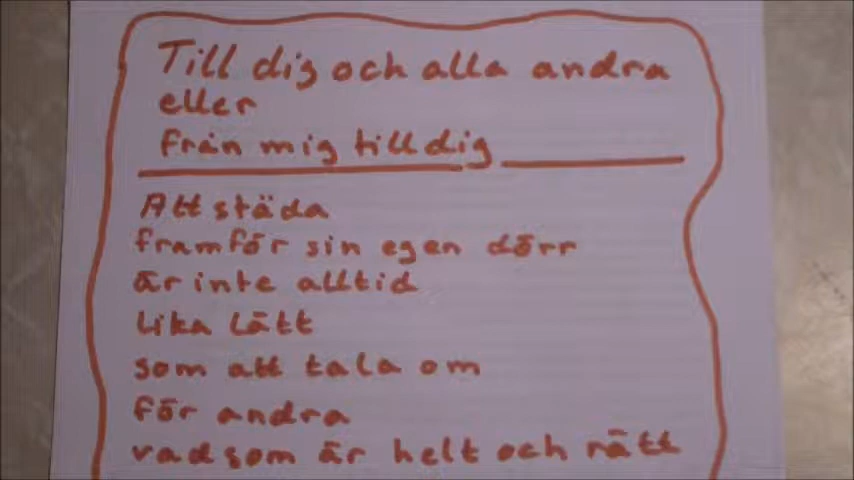 Till dig och alla andra
eller
från mig till dig
Att städa
framför sin egen dörr
är inte alltid
lika lätt
som att tala om
för andra
vad som är helt och rätt